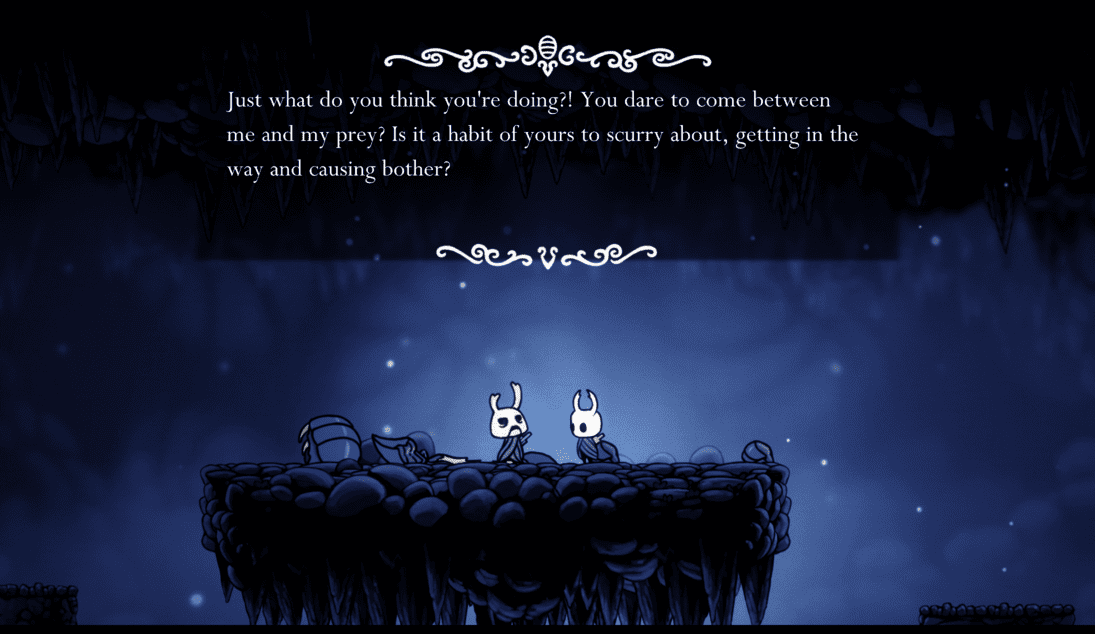 Just what do you think you're doing?! You dare to come between
me and my prey? Is it a habit of yours to scurry about, getting in the
way and causing bother?